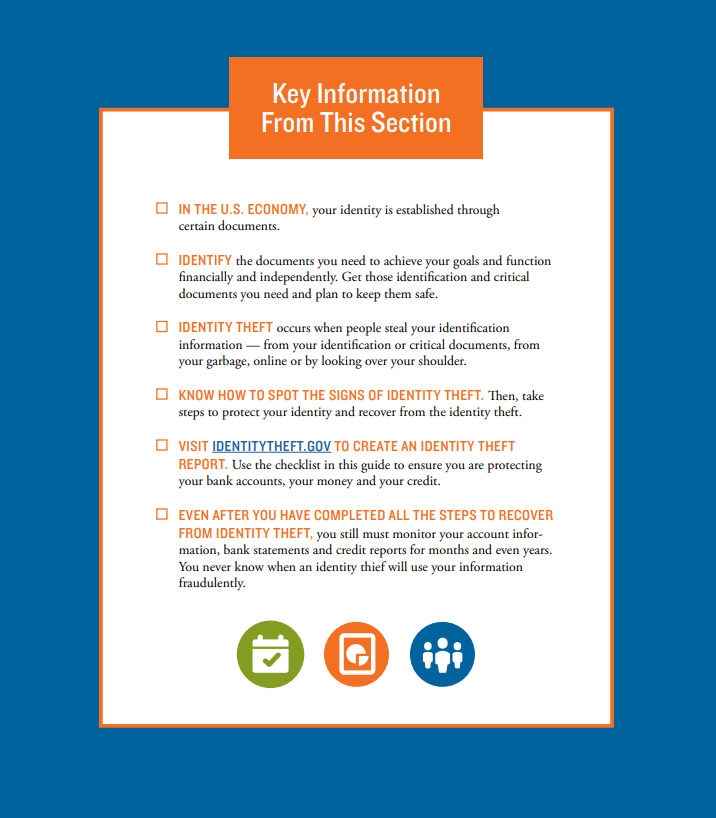 Key Information
From This Section
IN THE U.S. ECONOMY, your identity is established through
certain documents.
IDENTIFY the documents you need to achieve your goals and function
financially and independently. Get those identification and critical
documents you need and plan to keep them safe.
IDENTITY THEFT occurs when people steal your identification
information — from your identification or critical documents, from
your garbage, online or by looking over your shoulder.
KNOW HOW TO SPOT THE SIGNS OF IDENTITY THEFT. Then, take
steps to protect your identity and recover from the identity theft.
VISIT IDENTITYTHEFT.GOV TO CREATE AN IDENTITY THEFT
REPORT. Use the checklist in this guide to ensure you are protecting
your bank accounts, your money and your credit.
EVEN AFTER YOU HAVE COMPLETED ALL THE STEPS TO RECOVER
FROM IDENTITY THEFT, you still must monitor your account infor-
mation, bank statements and credit reports for months and even years.
You never know when an identity thief will use your information
fraudulently.